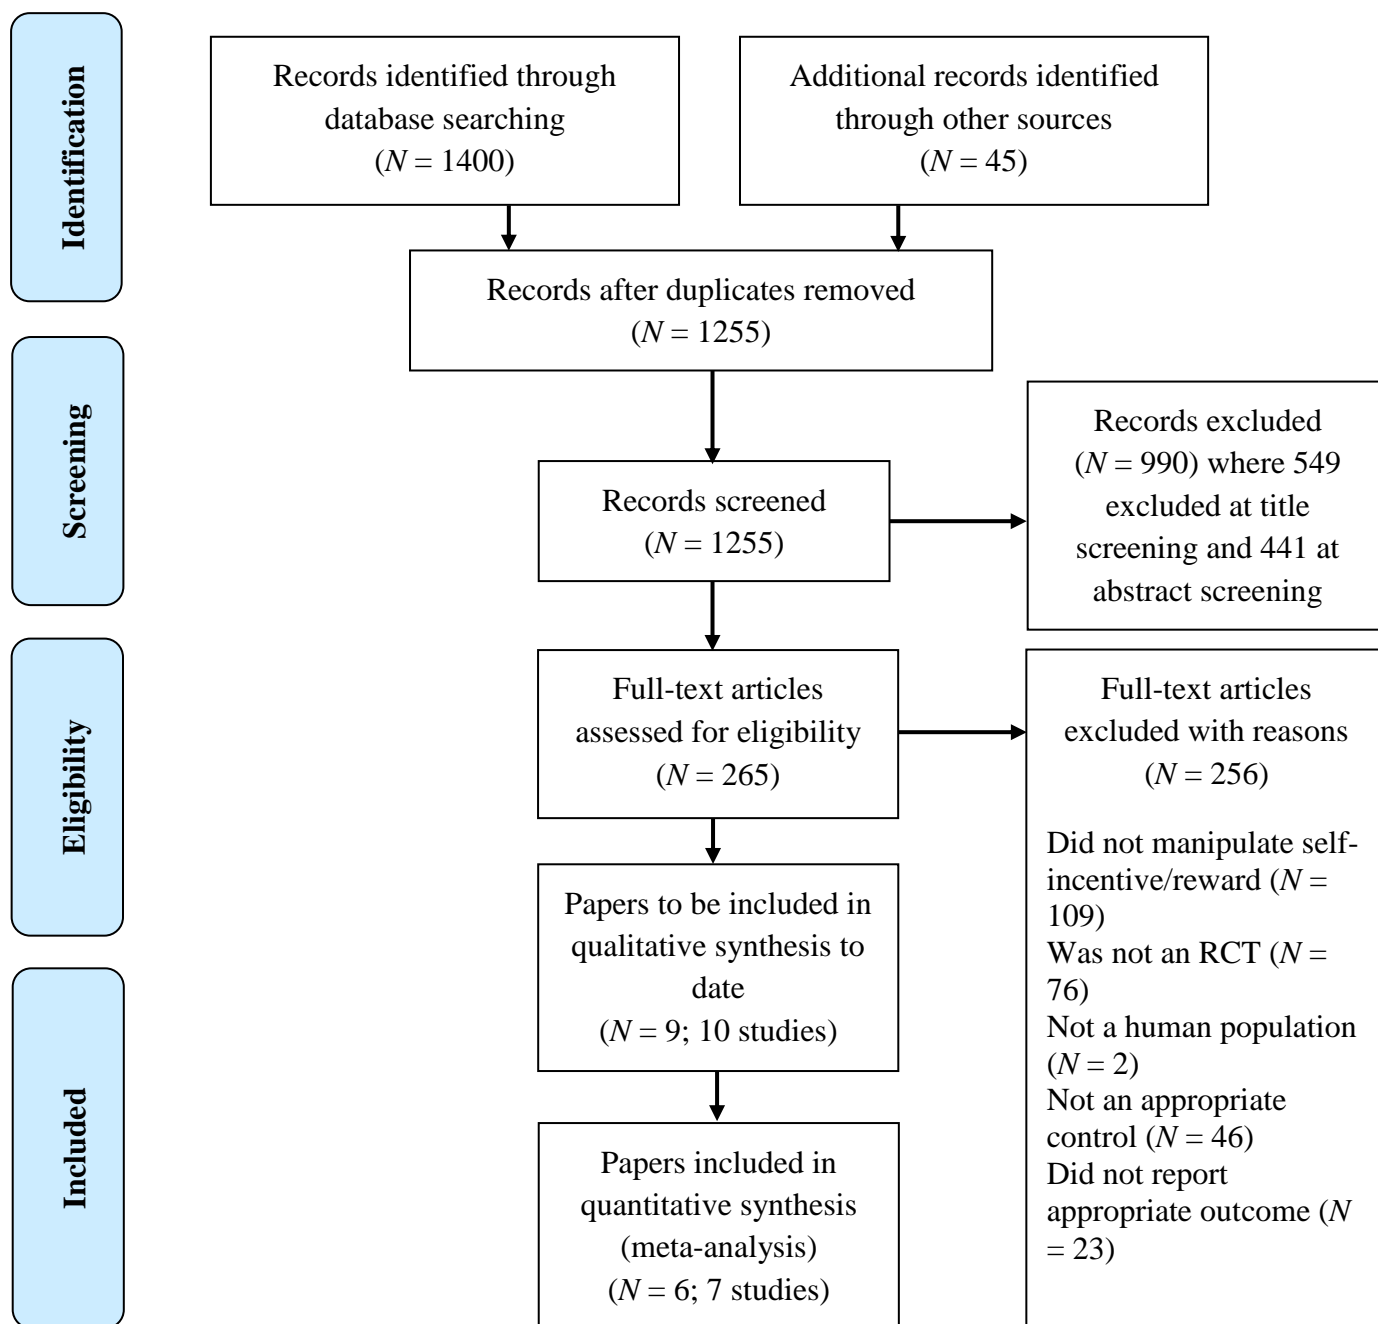 Identification
Records identified through
database searching
(N = 1400)
Additional records identified
through other sources
(N = 45)
Records after duplicates removed
(N = 1255)
Screening
Records screened
(N = 1255)
Records excluded
(N = 990) where 549
excluded at title
screening and 441 at
abstract screening
Eligibility
Full-text articles
assessed for eligibility
(N = 265)
Full-text articles
excluded with reasons
(N = 256)
Did not manipulate self-
incentive/reward (N =
109)
Was not an RCT (N =
76)
Not a human population
(N = 2)
Not an appropriate
control (N = 46)
Did not report
appropriate outcome (N
= 23)
Papers to be included in
qualitative synthesis to
date
(N = 9; 10 studies)
Included
Papers included in
quantitative synthesis
(meta-analysis)
(N = 6; 7 studies)